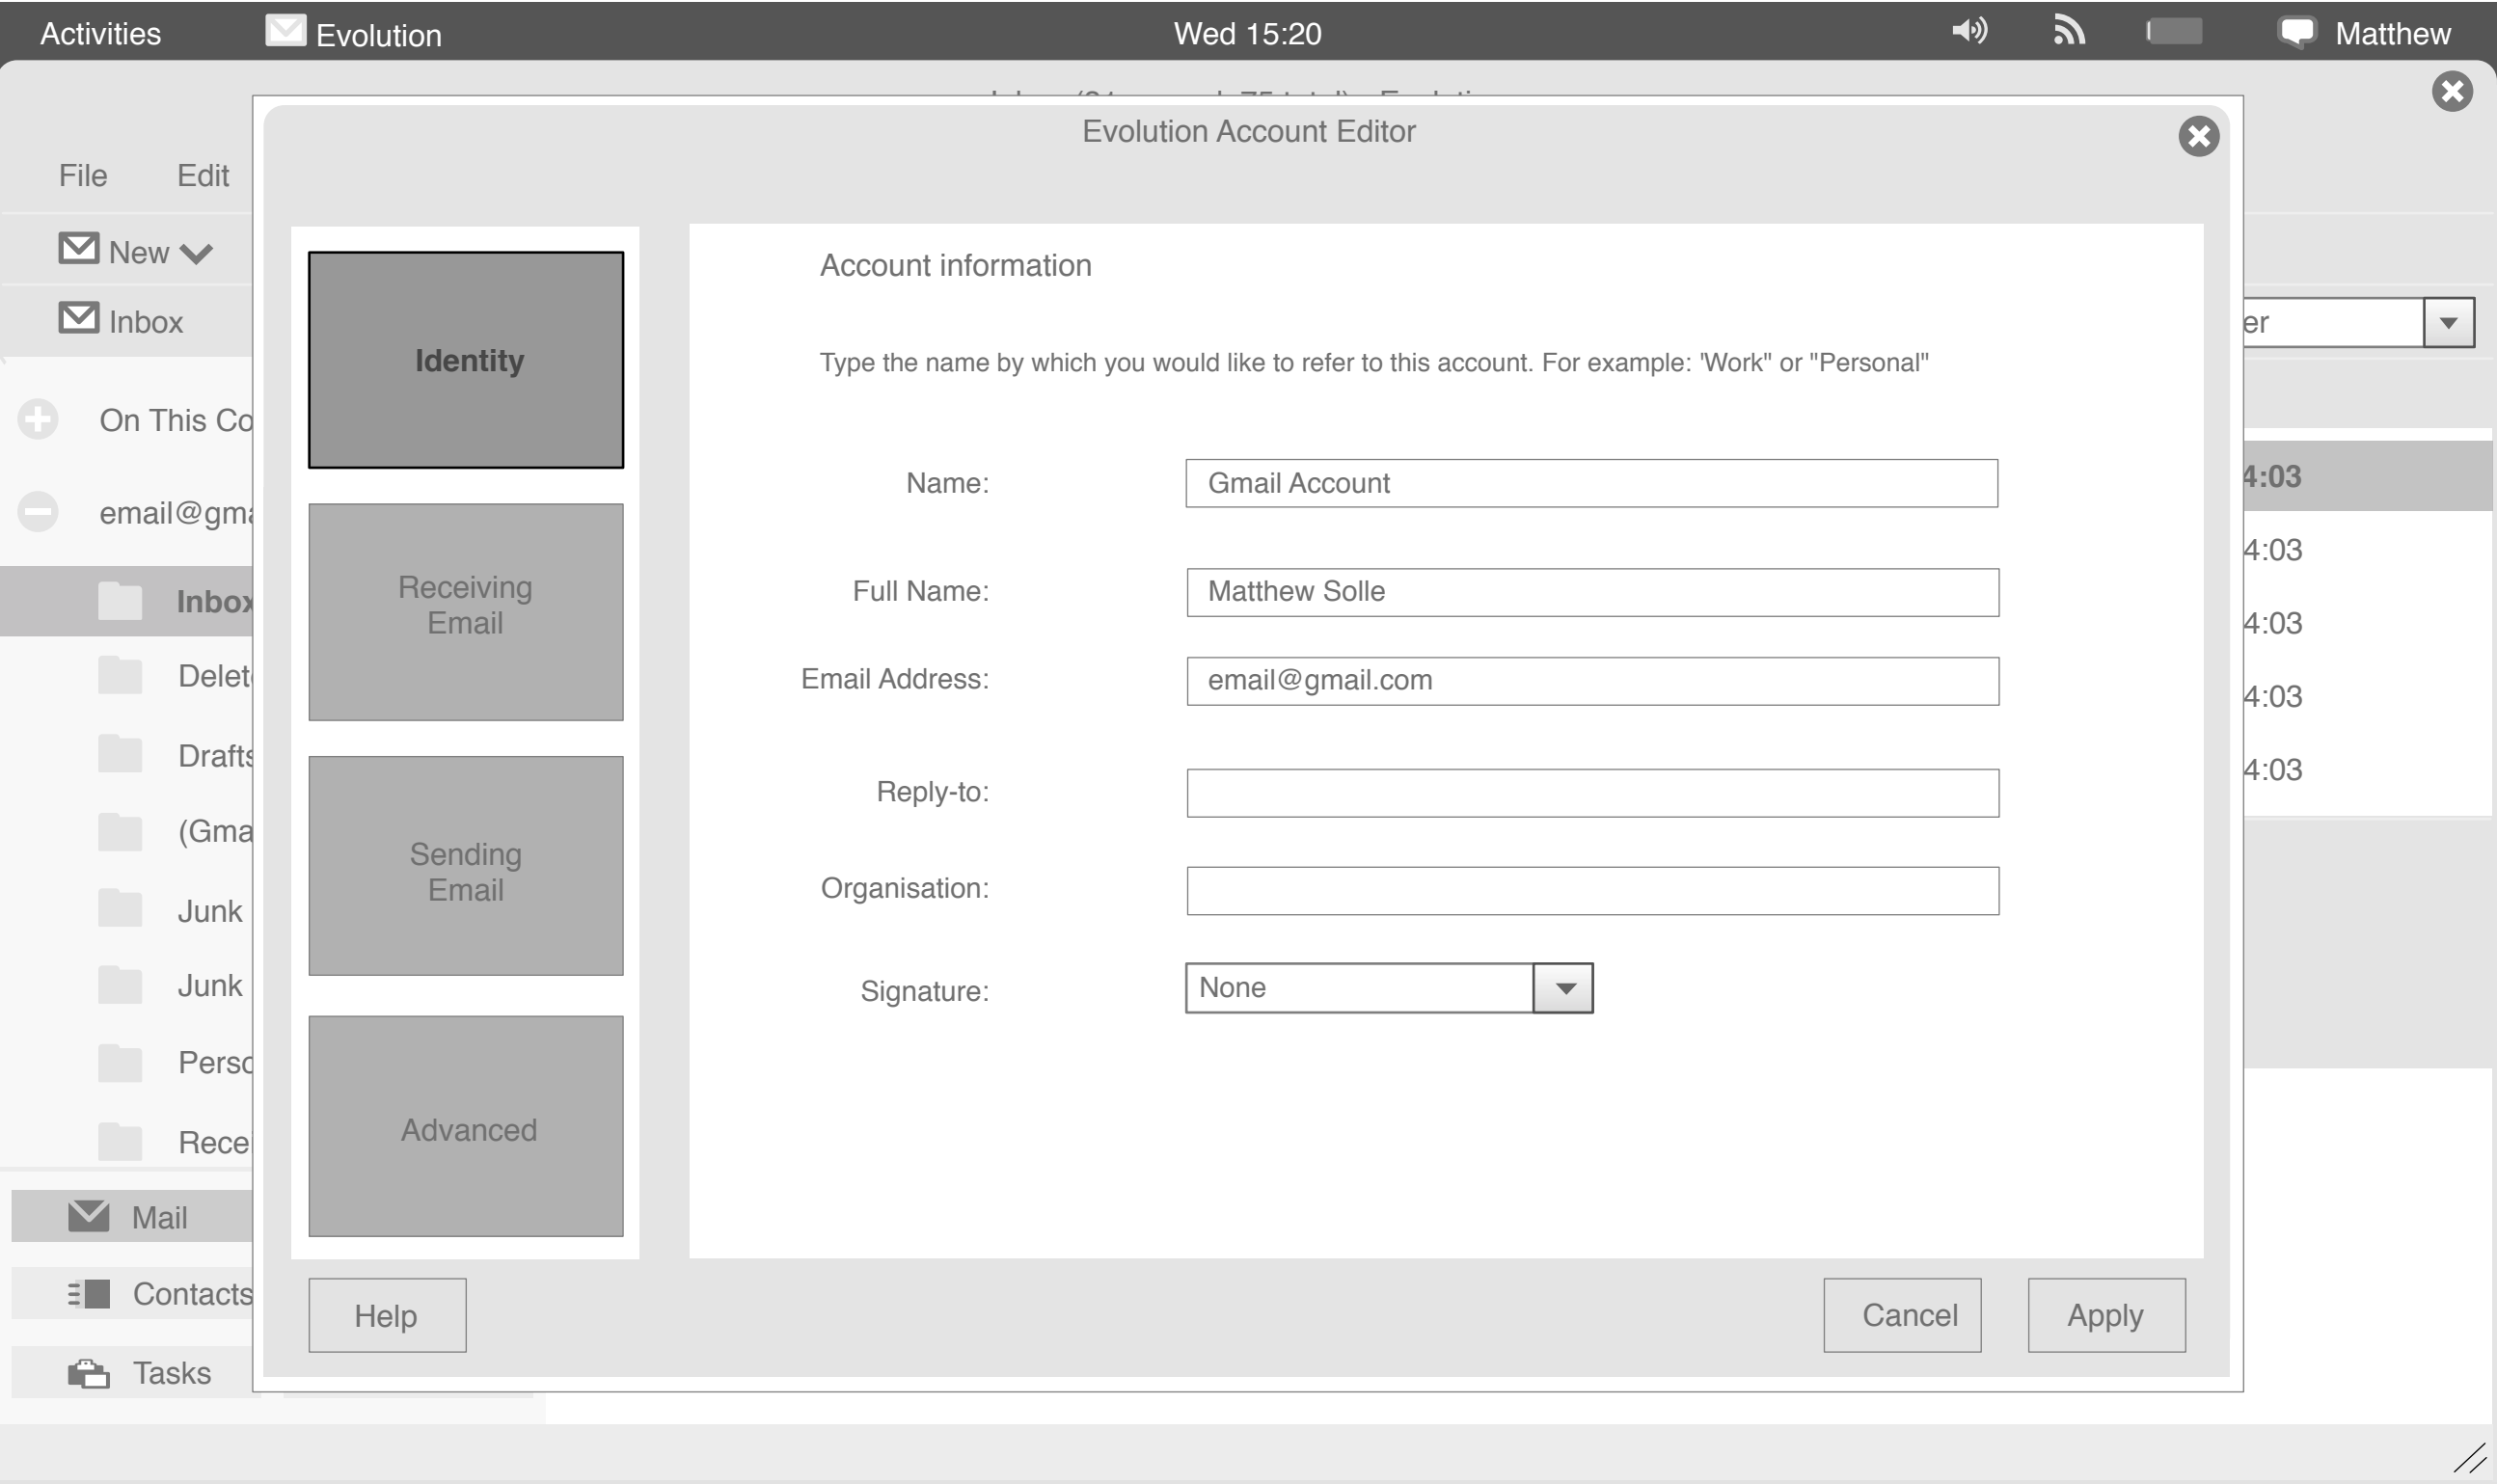 Activities
Evolution
Wed 15:20
Matthew
Evolution Account Editor
File Edit
New
Inbox
er
On This Co
email@gma
Inbox
Delet
Drafts
(Gma
Junk
Junk
Perso
Recei
Mail
Contacts
Tasks
Identity
Receiving
Email
Sending
Email
Advanced
Account information
Type the name by which you would like to refer to this account. For example: 'Work" or "Personal"
Name: Gmail Account
Full Name: Matthew Solle
Email Address: email@gmail.com
Reply-to:
Organisation:
Signature: None
4:03
4:03
4:03
4:03
4:03
Help
Cancel
Apply